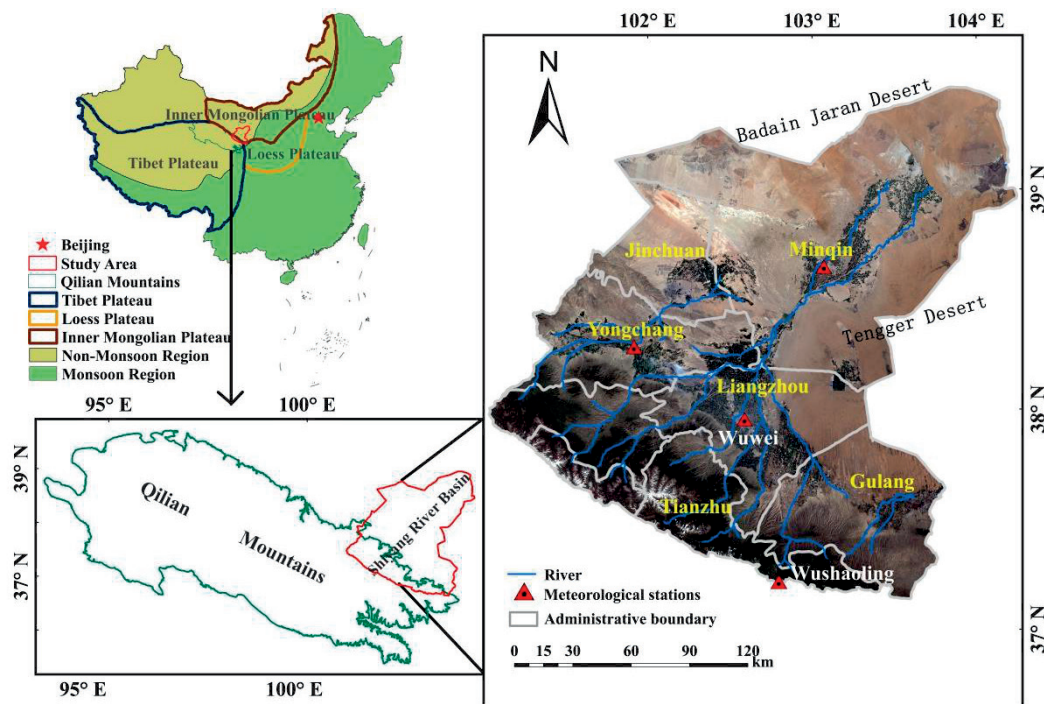 Inner Mongolian Plateau
Tibet Plateau
Loess Plateau
Beijing
Study Area
Qilian Mountains
Tibet Plateau
Loess Plateau
Inner Mongolian Plateau
Non-Monsoon Region
Monsoon Region
95° E
100° E
39° N
37° N
Qilian
Mountains
Shiyang River Basin
95° E
100° E
102° E
103° E
104° E
N
Badain Jaran Desert
39° N
Jinchuan
Minqin
Tengger Desert
Yongchang
Liangzhou
38° N
Wuwei
Gulang
Tianzhu
Wushaoling
River
Meteorological stations
Administrative boundary
37° N
0 15 30 60 90 120
km